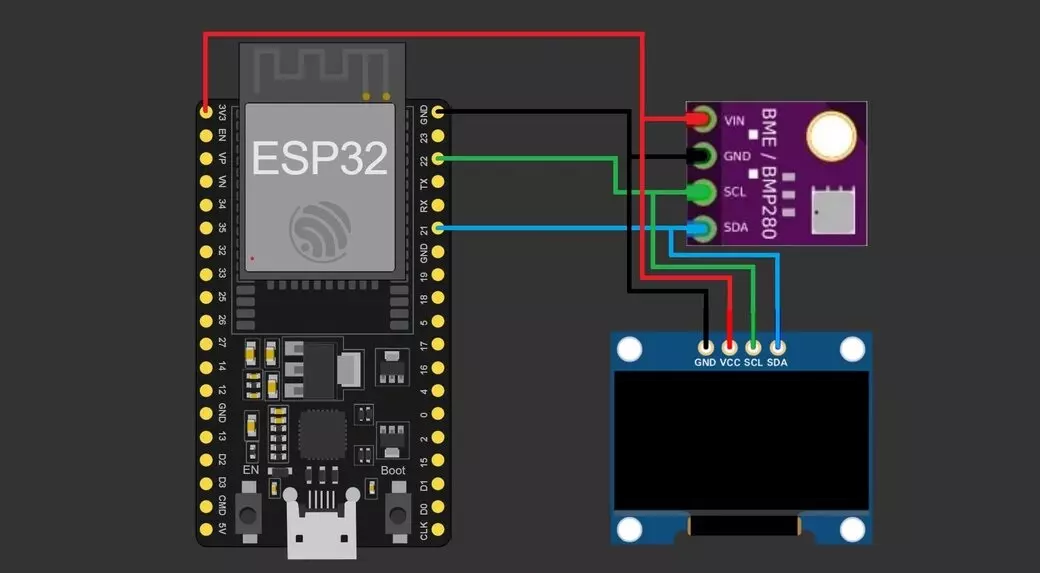 ESP32
3V3
EN
VP
VN
34
35
32
33
25
26
27
14
12
GND
13
D2
D3
CMD
5V
GND
23
22
TX
RX
21
GND
19
18
5
17
16
4
0
2
15
D1
D0
CLK
EN
Boot
VIN
GND
SCL
SDA
BME / BMP280
GND VCC SCL SDA